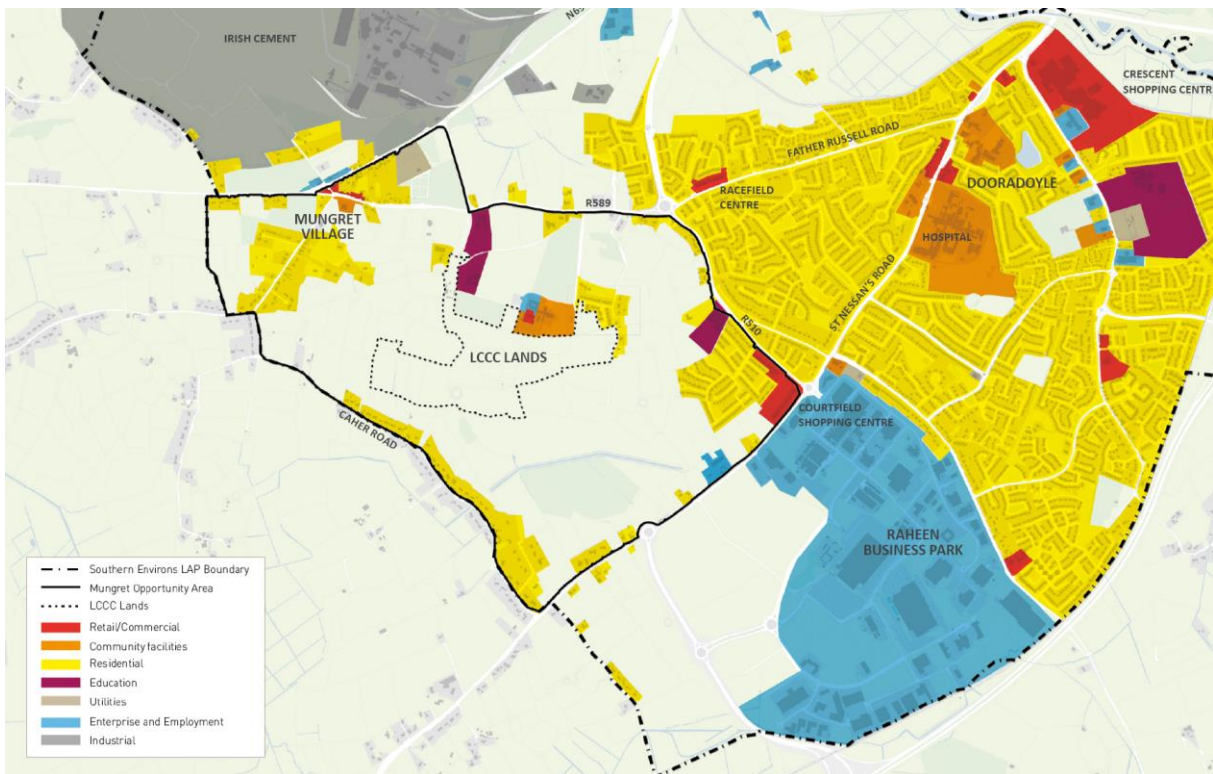 IRISH CEMENT
N69
CRESCENT
SHOPPING CENTRE
FATHER RUSSELL ROAD
DOORADOYLE
RACEFIELD
CENTRE
R589
MUNGRET
VILLAGE
HOSPITAL
ST NESSAN'S ROAD
R510
LCCC LANDS
CAHER ROAD
COURTFIELD
SHOPPING CENTRE
RAHEEN
BUSINESS PARK
Southern Environs LAP Boundary
Mungret Opportunity Area
LCCC Lands
Retail/Commercial
Community facilities
Residential
Education
Utilities
Enterprise and Employment
Industrial